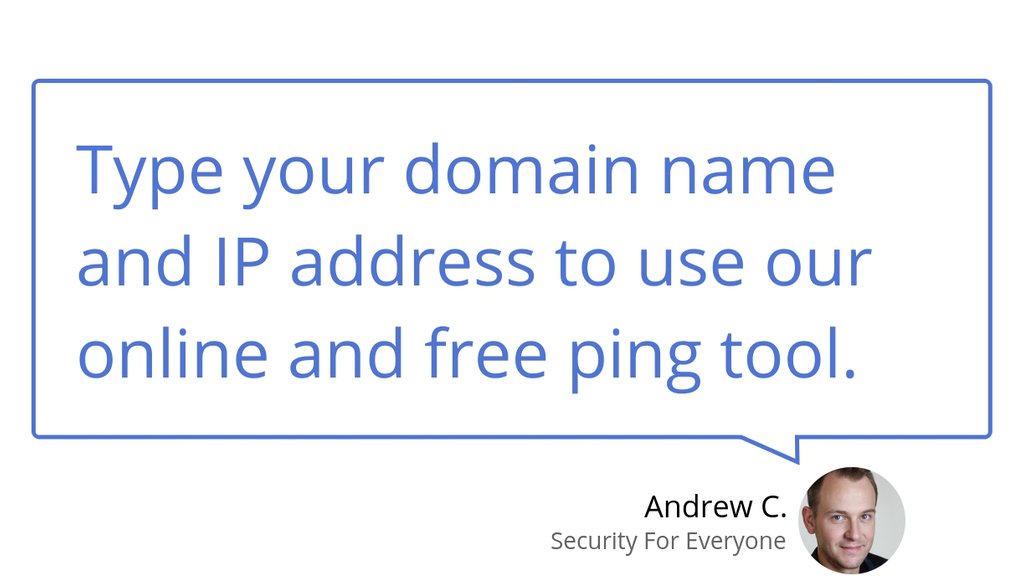 Type your domain name
and IP address to use our
online and free ping tool.
Andrew C.
Security For Everyone